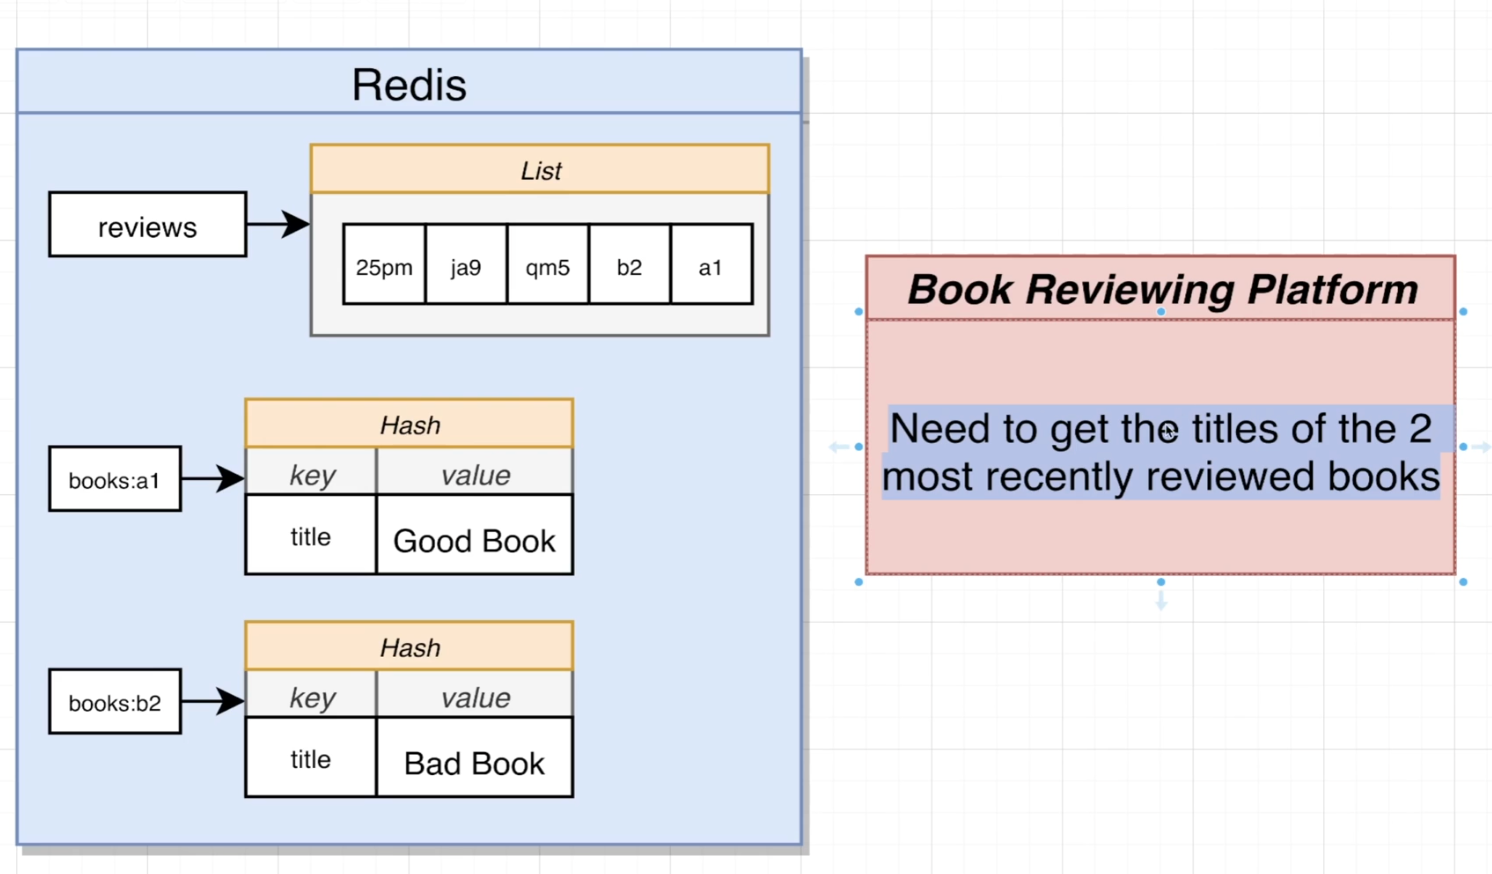 Redis
List
reviews
25pm ja9 qm5 b2 a1
Book Reviewing Platform
Need to get the titles of the 2
most recently reviewed books
Hash
books:a1
key value
title Good Book
Hash
books:b2
key value
title Bad Book